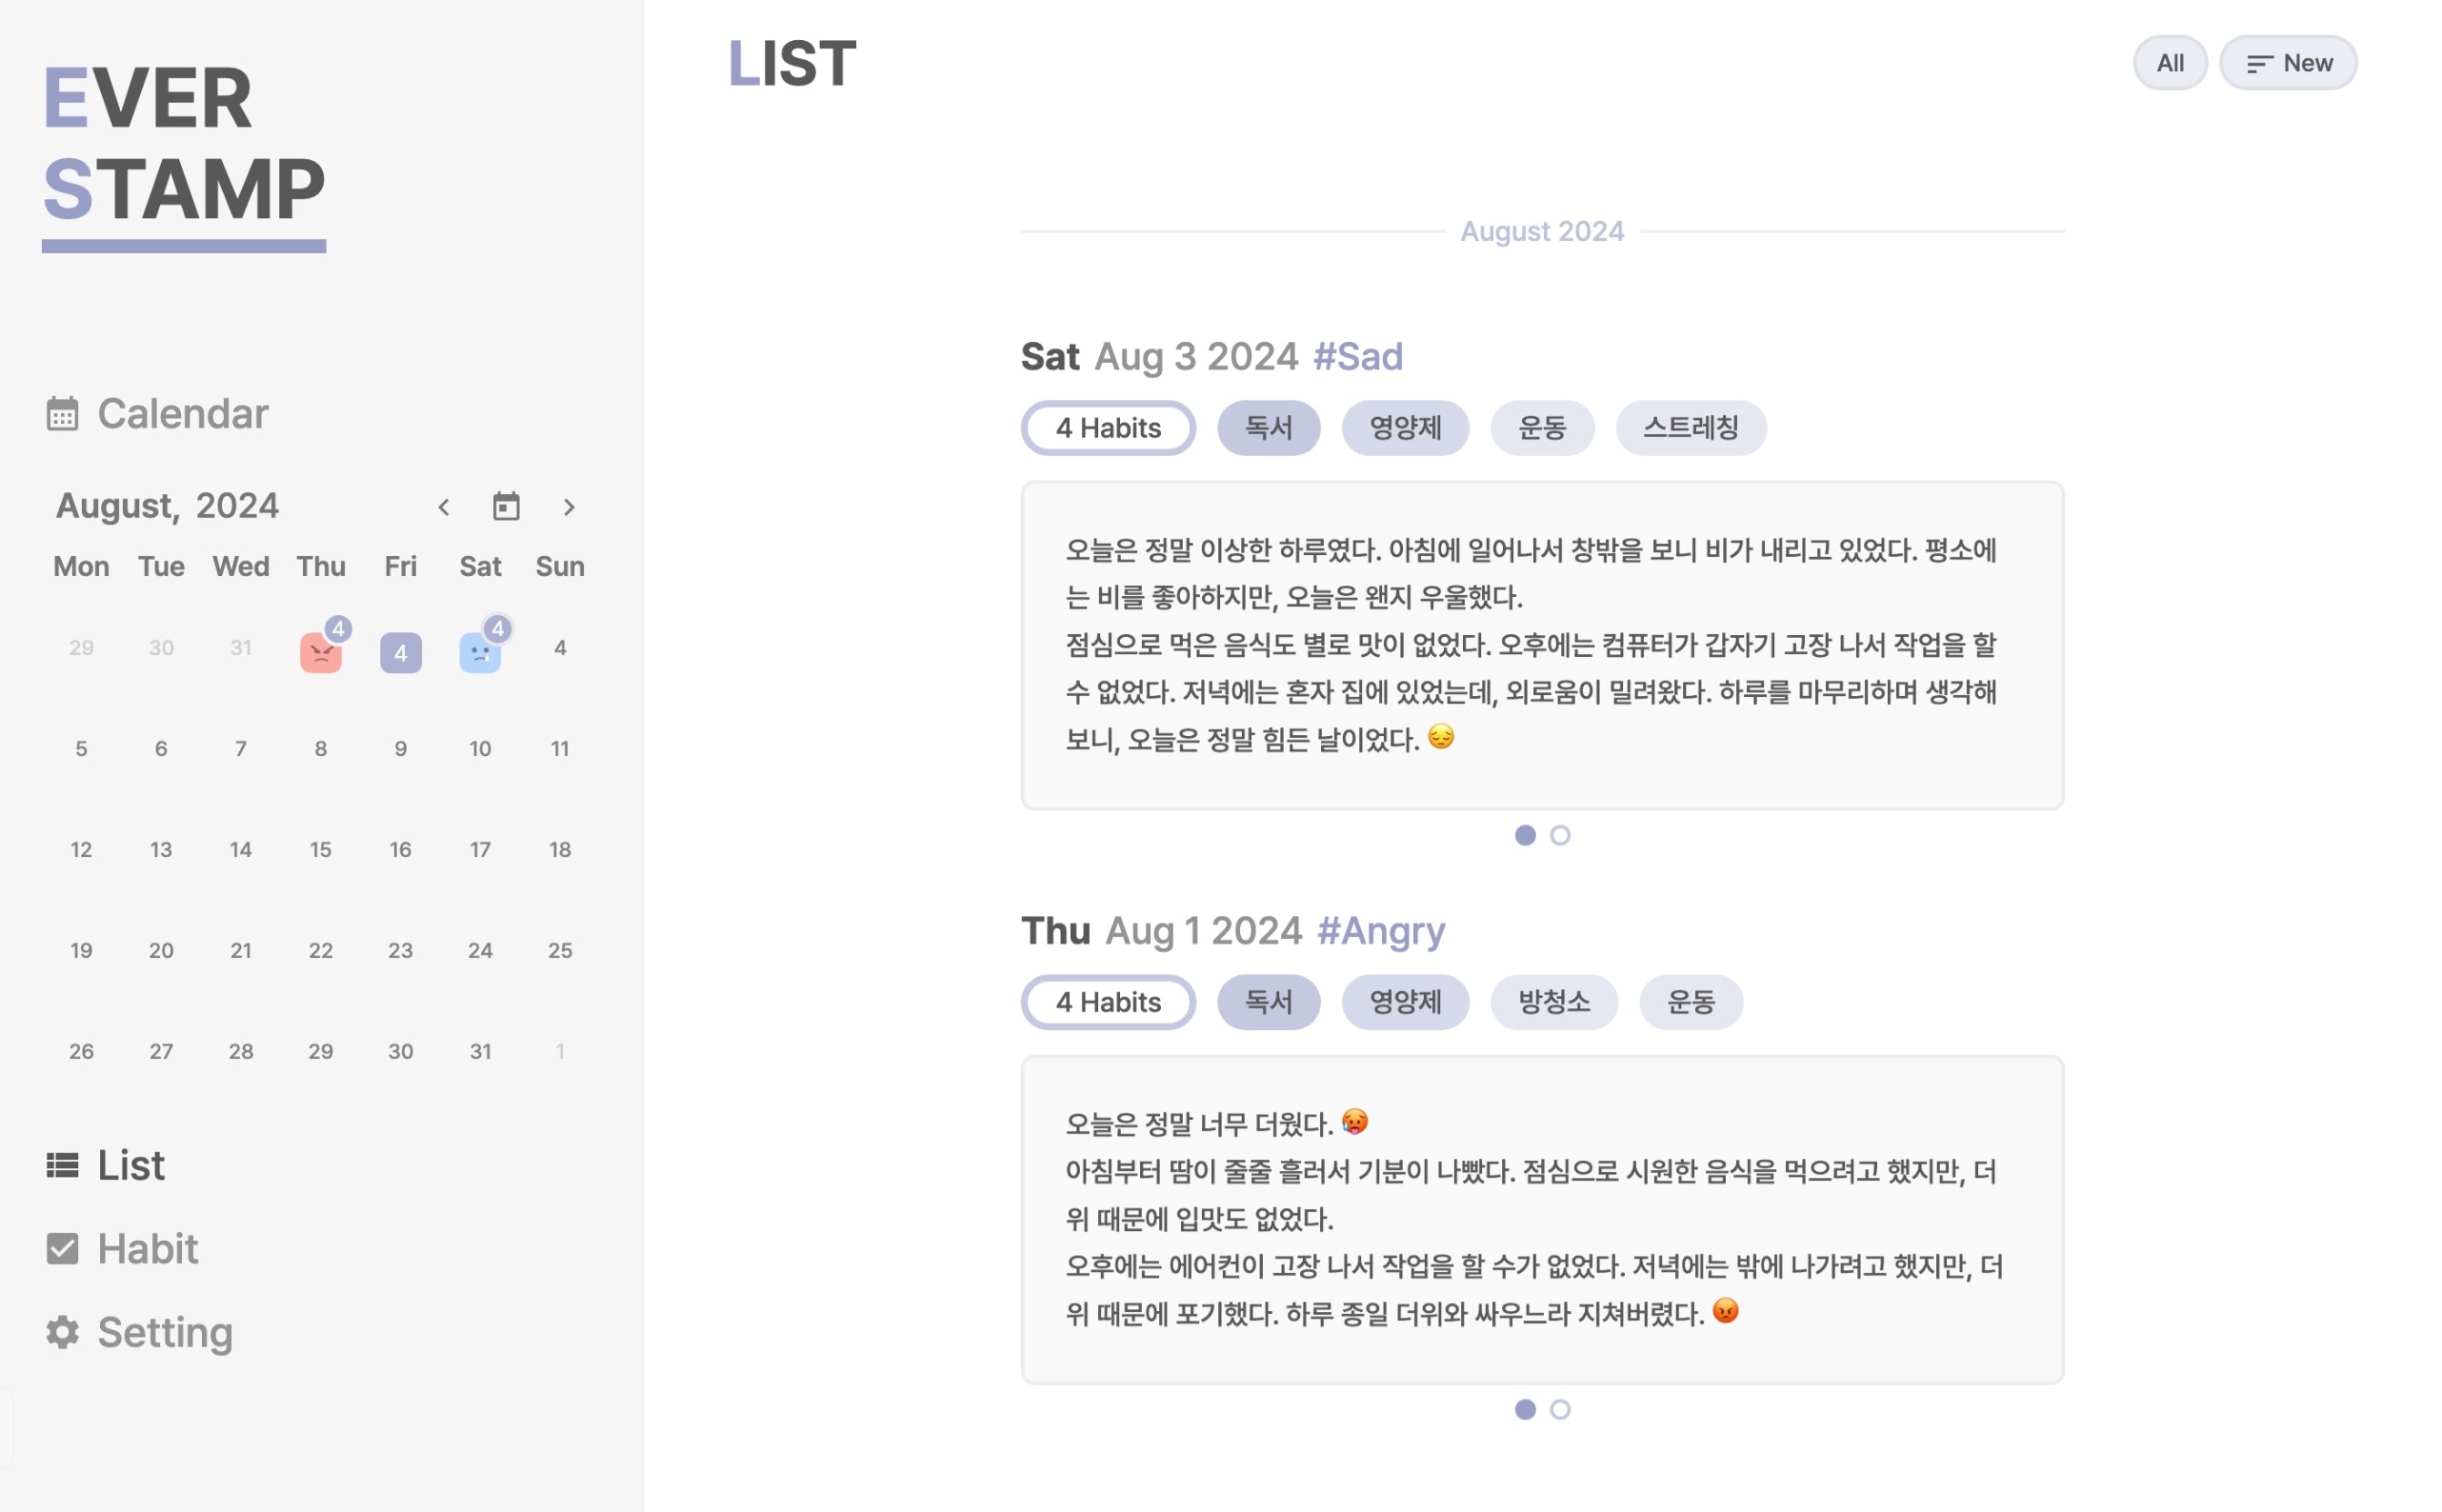 EVER
STAMP
Calendar
August, 2024
Mon Tue Wed Thu Fri Sat Sun
29 30 31 4 4 4 4
5 6 7 8 9 10 11
12 13 14 15 16 17 18
19 20 21 22 23 24 25
26 27 28 29 30 31 1
List
Habit
Setting
LIST
All New
August 2024
Sat Aug 3 2024 #Sad
4 Habits 독서 영양제 운동 스트레칭
오늘은 정말 이상한 하루였다. 아침에 일어나서 창밖을 보니 비가 내리고 있었다. 평소에
는 비를 좋아하지만, 오늘은 왠지 우울했다.
점심으로 먹은 음식도 별로 맛이 없었다. 오후에는 컴퓨터가 갑자기 고장 나서 작업을 할
수 없었다. 저녁에는 혼자 집에 있었는데, 외로움이 밀려왔다. 하루를 마무리하며 생각해
보니, 오늘은 정말 힘든 날이었다. 😔
Thu Aug 1 2024 #Angry
4 Habits 독서 영양제 방청소 운동
오늘은 정말 너무 더웠다. 🥵
아침부터 땀이 줄줄 흘러서 기분이 나빴다. 점심으로 시원한 음식을 먹으려고 했지만, 더
위 때문에 입맛도 없었다.
오후에는 에어컨이 고장 나서 작업을 할 수가 없었다. 저녁에는 밖에 나가려고 했지만, 더
위 때문에 포기했다. 하루 종일 더위와 싸우느라 지쳐버렸다. 😡